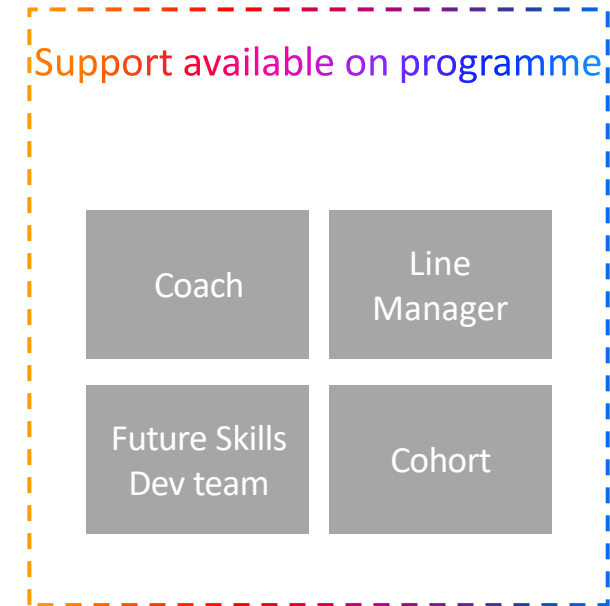 Support available on programme
Coach
Line
Manager
Future Skills
Dev team
Cohort